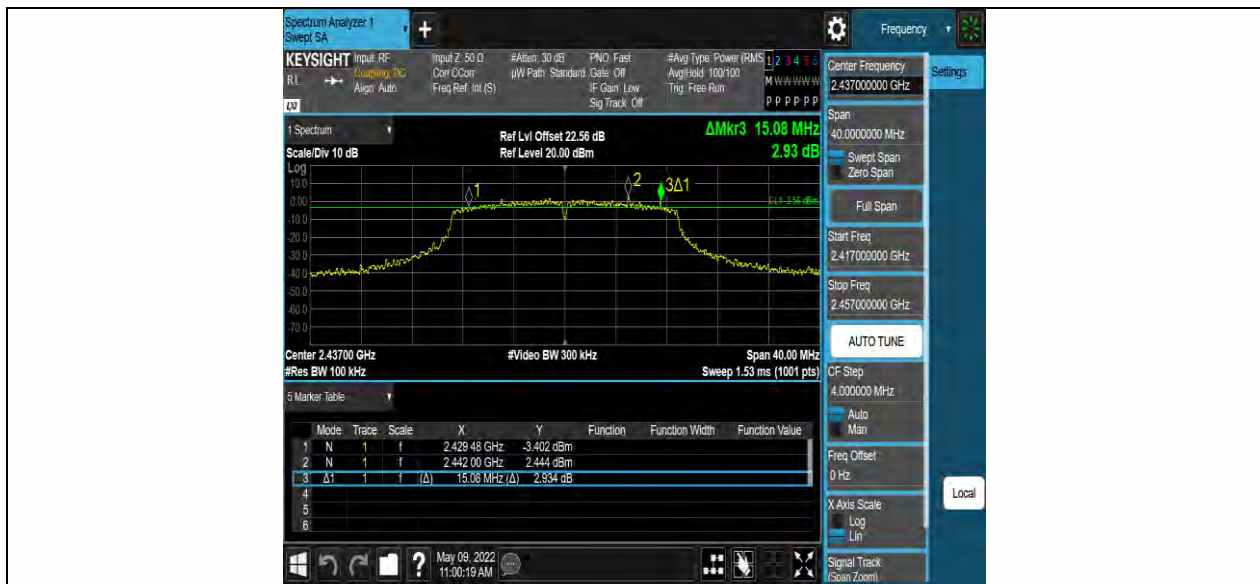 Spectrum Analyzer 1
Swept SA
+
Frequency
KEYSIGHT Input: RF Input Z: 50 Ω #Atten: 30 dB PNO: Fast #Avg Type: Power (RMS 1 2 3 4 5 6
RL Coupling: DC Corr CCorr µW Path: Standard Gate: Off Avg|Hold: 100/100 M W W W W W
Align: Auto Freq Ref: Int (S) IF Gain: Low Trig: Free Run
LXI Sig Track: Off P P P P P P
Center Frequency
2.437000000 GHz
Settings
1 Spectrum
Ref Lvl Offset 22.56 dB
ΔMkr3 15.08 MHz
Scale/Div 10 dB
Ref Level 20.00 dBm
2.93 dB
Log
10.0
0.00
-10.0
-20.0
-30.0
-40.0
-50.0
-60.0
-70.0
1
2
3Δ1
DL1 -3.56 dBm
Center 2.43700 GHz #Video BW 300 kHz Span 40.00 MHz
#Res BW 100 kHz Sweep 1.53 ms (1001 pts)
Span
40.0000000 MHz
Swept Span
Zero Span
Full Span
Start Freq
2.417000000 GHz
Stop Freq
2.457000000 GHz
AUTO TUNE
CF Step
4.000000 MHz
Auto
Man
Freq Offset
0 Hz
X Axis Scale
Log
Lin
Signal Track
(Span Zoom)
Local
5 Marker Table
Mode Trace Scale X Y Function Function Width Function Value
1 N 1 f 2.429 48 GHz -3.402 dBm
2 N 1 f 2.442 00 GHz 2.444 dBm
3 Δ1 1 f (Δ) 15.08 MHz (Δ) 2.934 dB
4
5
6
?
May 09, 2022
11:00:19 AM